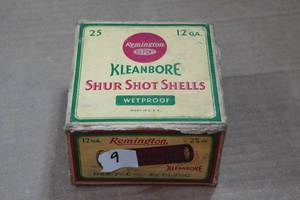 25 12 GA.
Remington
KLEANBORE
SHUR SHOT SHELLS
WETPROOF
12 GA. Remington
KLEANBORE
9